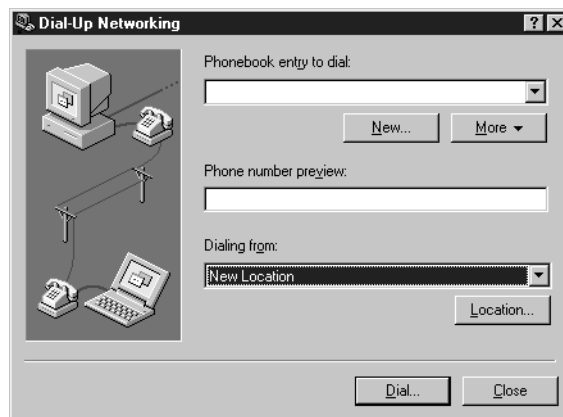 Dial-Up Networking
Phonebook entry to dial:
New... More
Phone number preview:
Dialing from:
New Location
Location...
Dial... Close